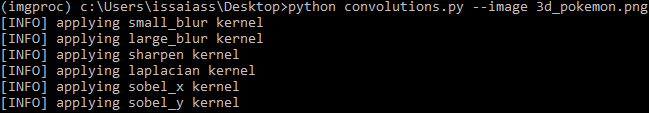 (imgproc) c:\Users\issaiass\Desktop>python convolutions.py --image 3d_pokemon.png
[INFO] applying small_blur kernel
[INFO] applying large_blur kernel
[INFO] applying sharpen kernel
[INFO] applying laplacian kernel
[INFO] applying sobel_x kernel
[INFO] applying sobel_y kernel